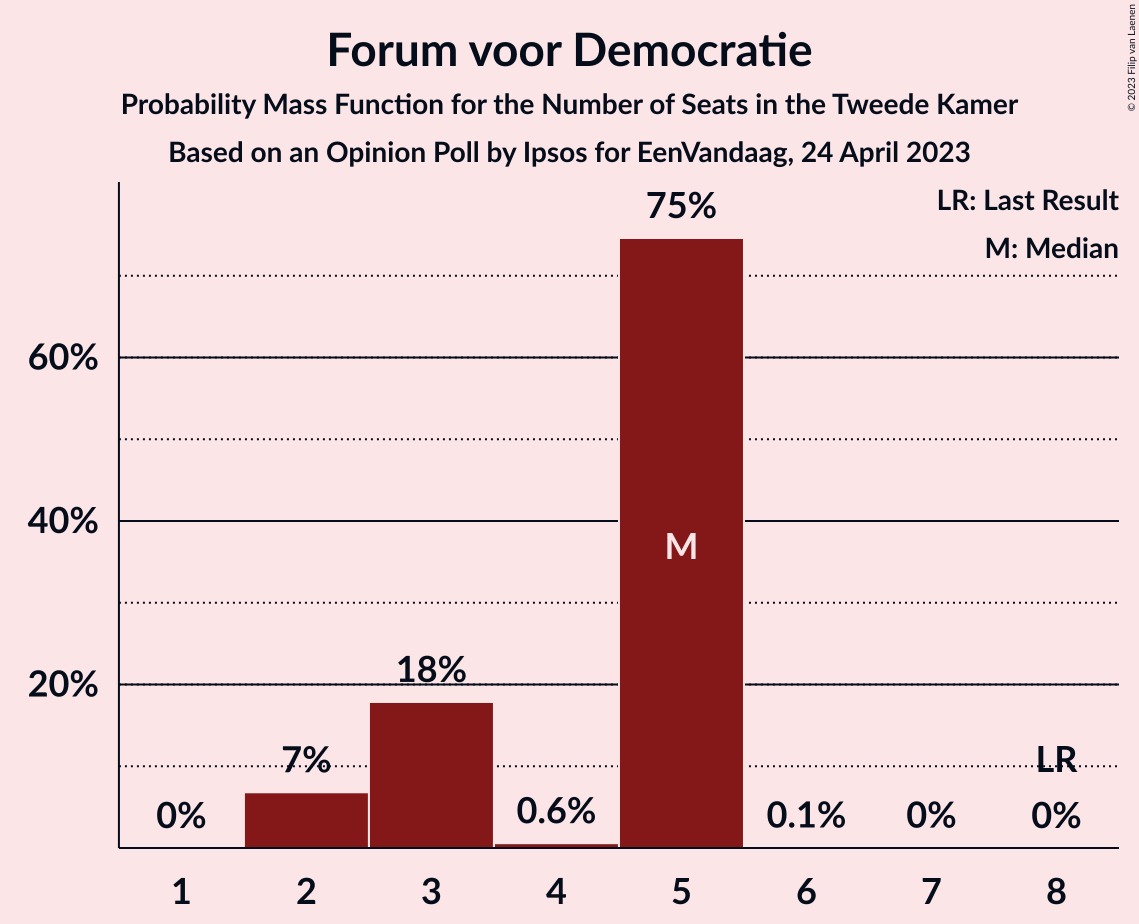 Forum voor Democratie
Probability Mass Function for the Number of Seats in the Tweede Kamer
Based on an Opinion Poll by Ipsos for EenVandaag, 24 April 2023
© 2023 Filip van Laenen
LR: Last Result
M: Median
75%
60%
40%
M
20%
18%
7%
LR
0%
0.6%
0.1%
0%
0%
1
2
3
4
5
6
7
8